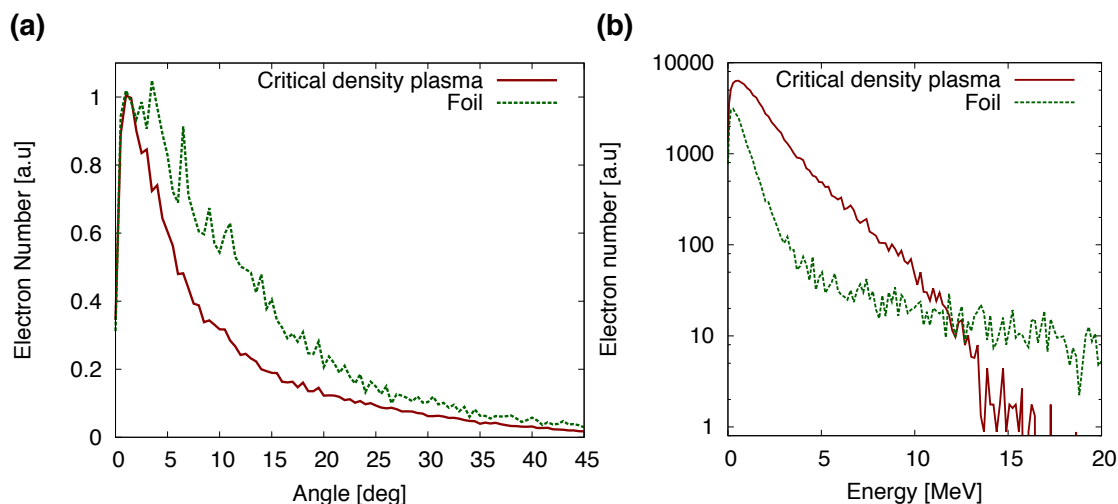 (a)
Electron Number [a.u]
1
0.8
0.6
0.4
0.2
0
Critical density plasma
Foil
0 5 10 15 20 25 30 35 40 45
Angle [deg]
(b)
Electron number [a.u]
10000
1000
100
10
1
Critical density plasma
Foil
0 5 10 15 20
Energy [MeV]